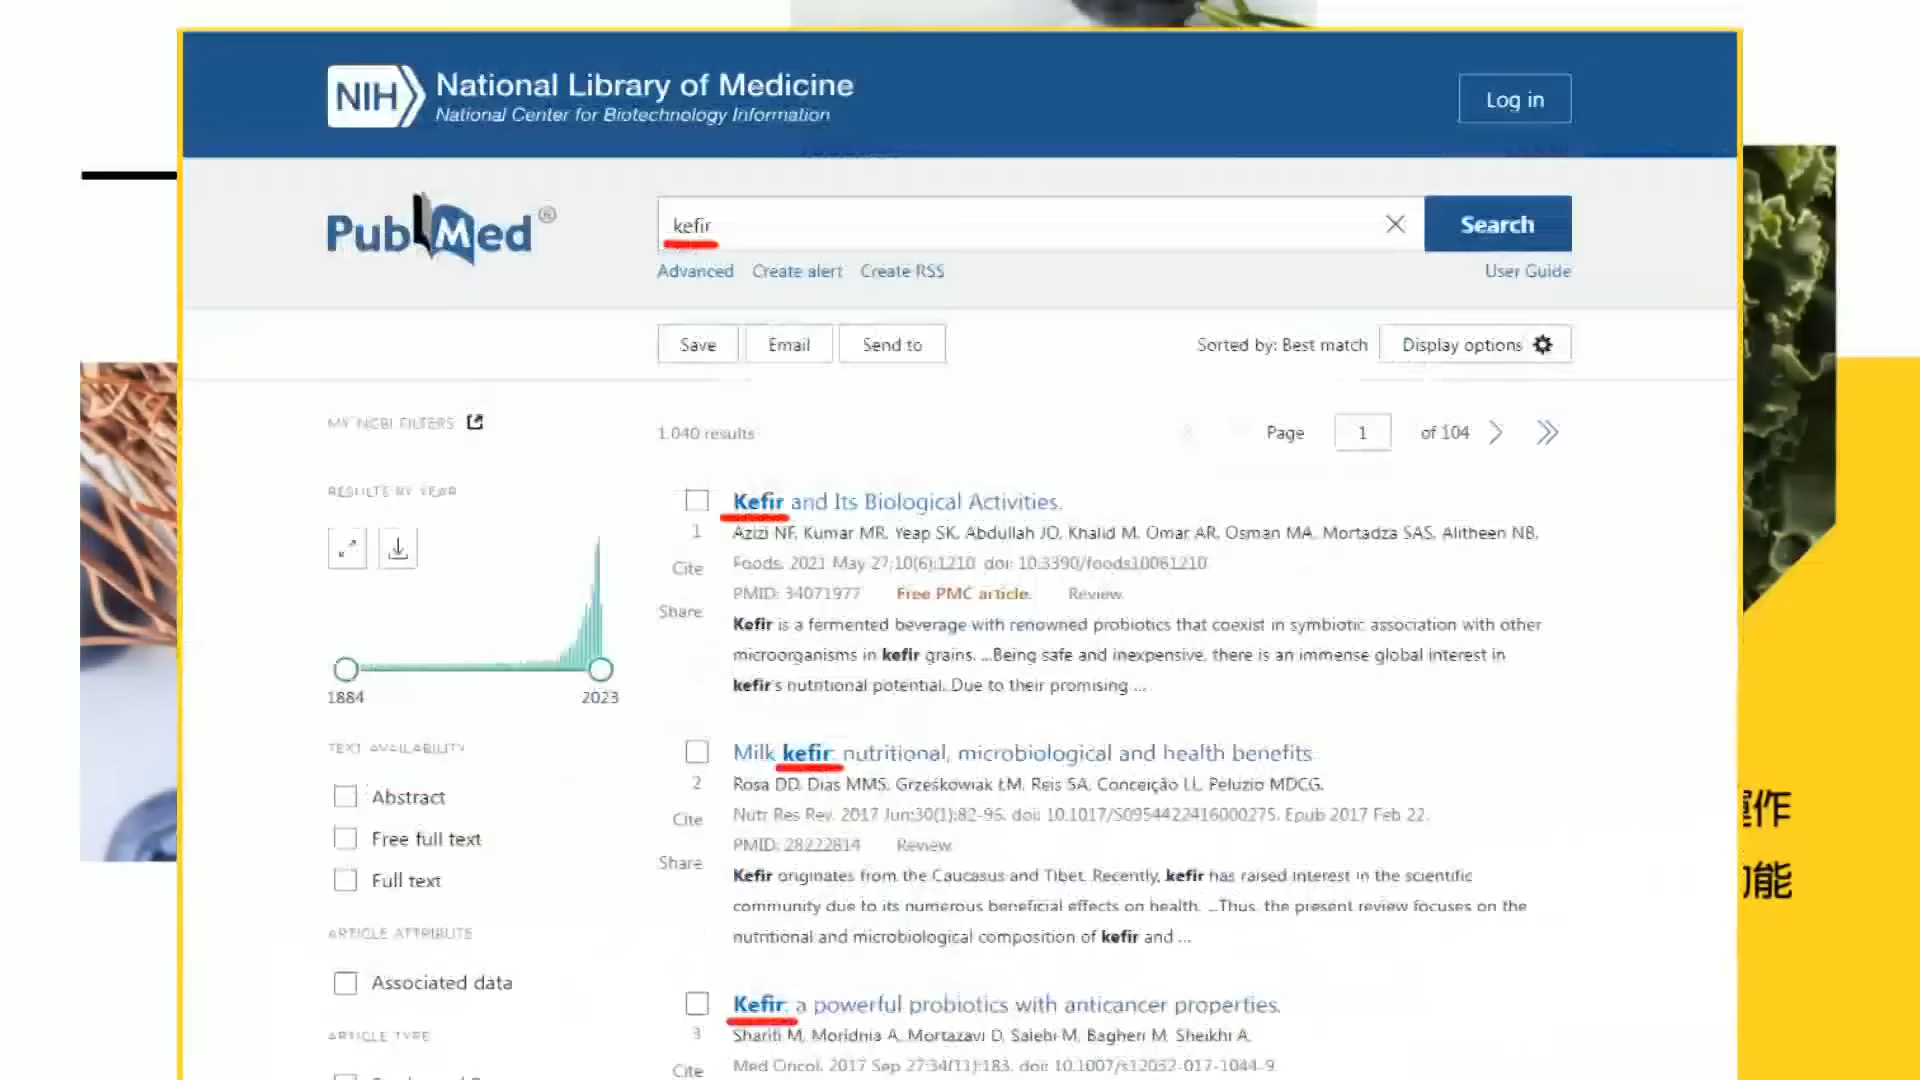 NIH National Library of Medicine
National Center for Biotechnology Information
Log in
PubMed®
kefir
Search
Advanced Create alert Create RSS
User Guide
Save Email Send to
Sorted by: Best match
Display options
MY NCBI FILTERS
1,040 results
Page 1 of 104
RESULTS BY YEAR
1884 2023
TEXT AVAILABILITY
Abstract
Free full text
Full text
ARTICLE ATTRIBUTE
Associated data
ARTICLE TYPE
Kefir and Its Biological Activities.
1
Azizi NF, Kumar MR, Yeap SK, Abdullah JO, Khalid M, Omar AR, Osman MA, Mortadza SAS, Alitheen NB.
Cite
Foods. 2021 May 27;10(6):1210. doi: 10.3390/foods10061210.
PMID: 34071977 Free PMC article. Review.
Share
Kefir is a fermented beverage with renowned probiotics that coexist in symbiotic association with other
microorganisms in kefir grains. ...Being safe and inexpensive, there is an immense global interest in
kefir's nutritional potential. Due to their promising ...
Milk kefir: nutritional, microbiological and health benefits.
2
Rosa DD, Dias MMS, Grześkowiak ŁM, Reis SA, Conceição LL, Peluzio MDCG.
Cite
Nutr Res Rev. 2017 Jun;30(1):82-96. doi: 10.1017/S0954422416000275. Epub 2017 Feb 22.
PMID: 28222814 Review.
Share
Kefir originates from the Caucasus and Tibet. Recently, kefir has raised interest in the scientific
community due to its numerous beneficial effects on health. ...Thus, the present review focuses on the
nutritional and microbiological composition of kefir and ...
Kefir: a powerful probiotics with anticancer properties.
3
Sharifi M, Moridnia A, Mortazavi D, Salehi M, Bagheri M, Sheikhi A.
Cite
Med Oncol. 2017 Sep 27;34(11):183. doi: 10.1007/s12032-017-1044-9.
作
能